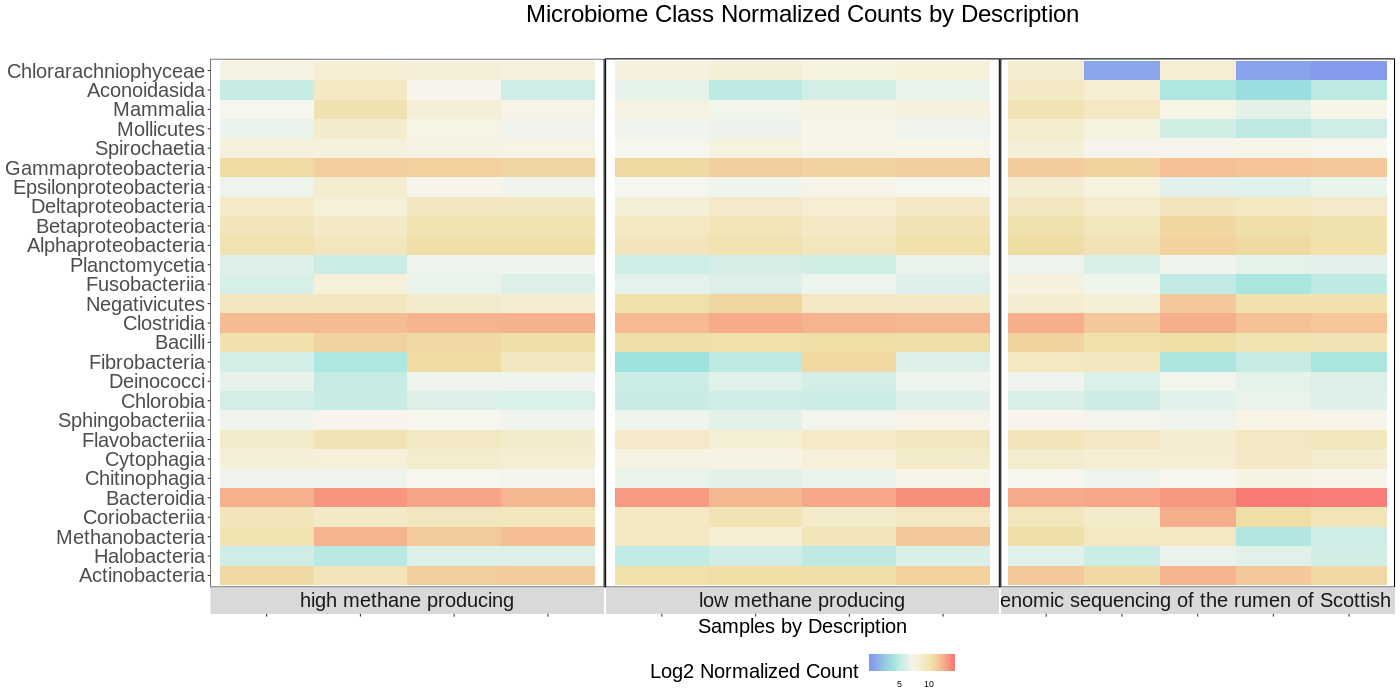 Microbiome Class Normalized Counts by Description
Chlorarachniophyceae
Aconoidasida
Mammalia
Mollicutes
Spirochaetia
Gammaproteobacteria
Epsilonproteobacteria
Deltaproteobacteria
Betaproteobacteria
Alphaproteobacteria
Planctomycetia
Fusobacteriia
Negativicutes
Clostridia
Bacilli
Fibrobacteria
Deinococci
Chlorobia
Sphingobacteriia
Flavobacteriia
Cytophagia
Chitinophagia
Bacteroidia
Coriobacteriia
Methanobacteria
Halobacteria
Actinobacteria
high methane producing
low methane producing
enomic sequencing of the rumen of Scottish
Samples by Description
Log2 Normalized Count
5 10